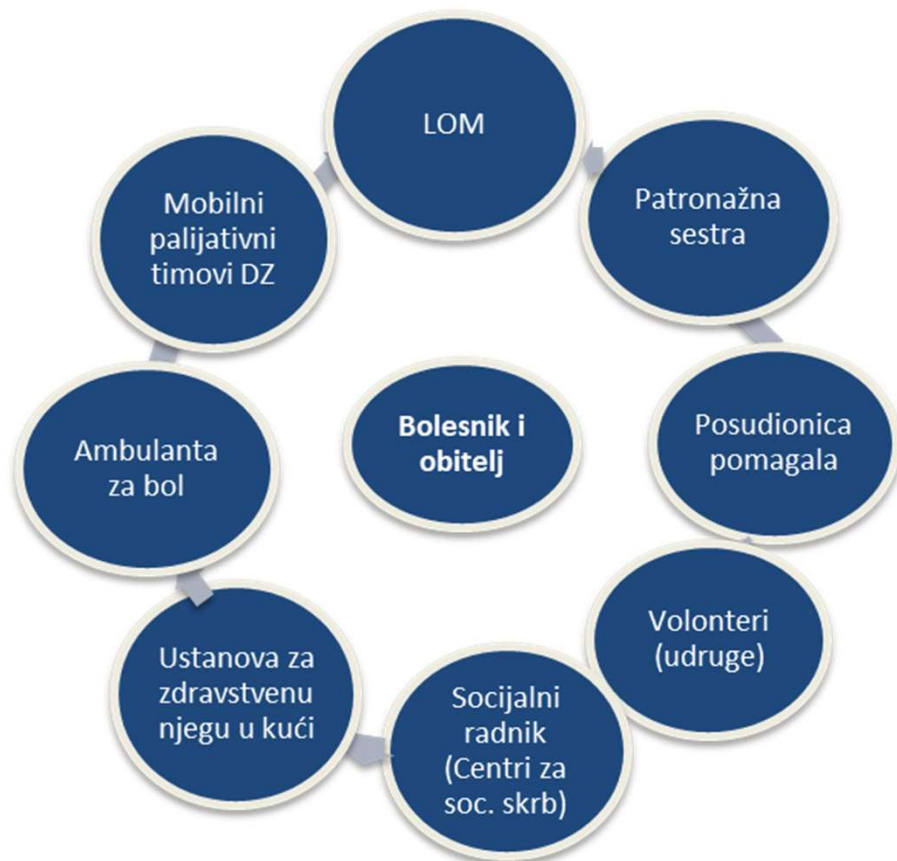 LOM
Patronažna
sestra
Posudionica
pomagala
Volonteri
(udruge)
Socijalni
radnik
(Centri za
soc. skrb)
Ustanova za
zdravstvenu
njegu u kući
Ambulanta
za bol
Mobilni
palijativni
timovi DZ
Bolesnik i
obitelj